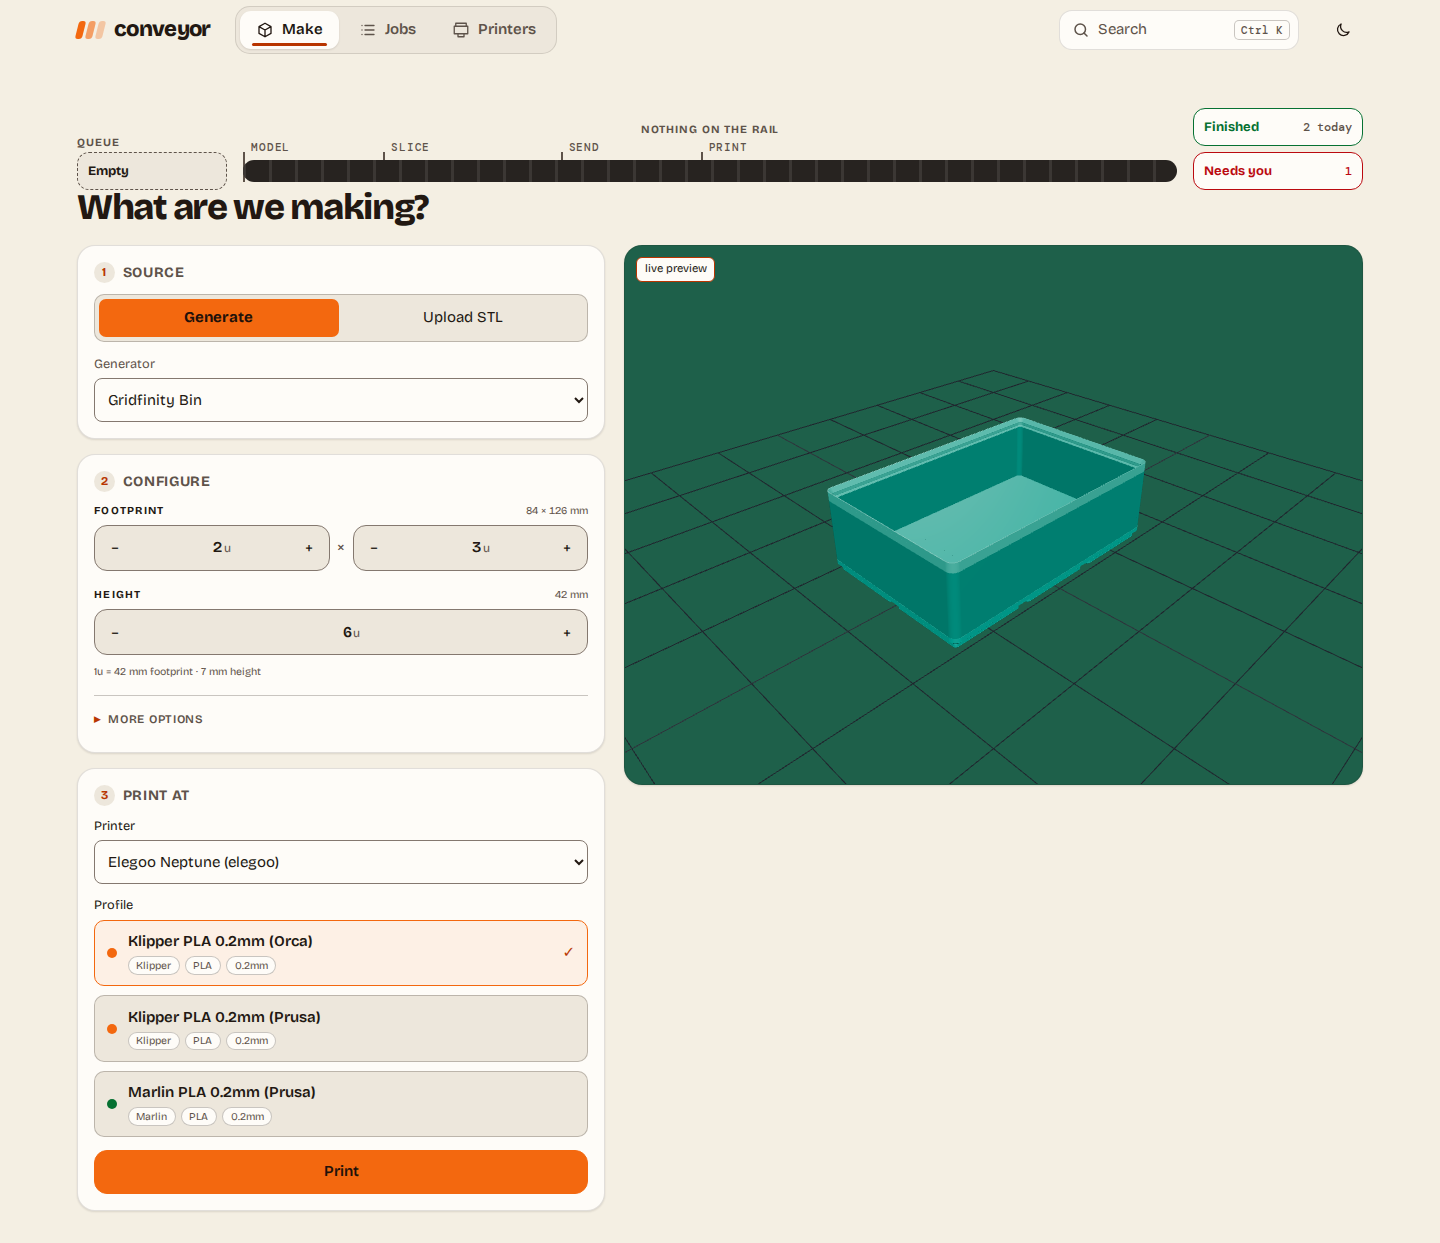 conveyor
Make
Jobs
Printers
Search
Ctrl K
QUEUE
Empty
NOTHING ON THE RAIL
MODEL
SLICE
SEND
PRINT
Finished 2 today
Needs you 1
What are we making?
1 SOURCE
Generate
Upload STL
Generator
Gridfinity Bin
live preview
2 CONFIGURE
FOOTPRINT 84 × 126 mm
− 2u + × − 3u +
HEIGHT 42 mm
− 6u +
1u = 42 mm footprint · 7 mm height
▶ MORE OPTIONS
3 PRINT AT
Printer
Elegoo Neptune (elegoo)
Profile
Klipper PLA 0.2mm (Orca) ✓
Klipper PLA 0.2mm
Klipper PLA 0.2mm (Prusa)
Klipper PLA 0.2mm
Marlin PLA 0.2mm (Prusa)
Marlin PLA 0.2mm
Print